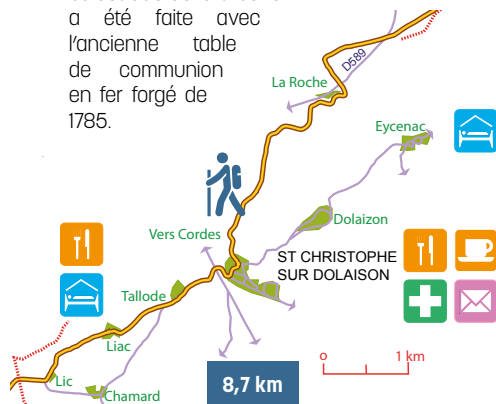 a été faite avec
l'ancienne table
de communion
en fer forgé de
1785.
D589
La Roche
Eycenac
Dolaizon
Vers Cordes
ST CHRISTOPHE
SUR DOLAISON
Tallode
Liac
Lic
Chamard
8,7 km
0
1 km